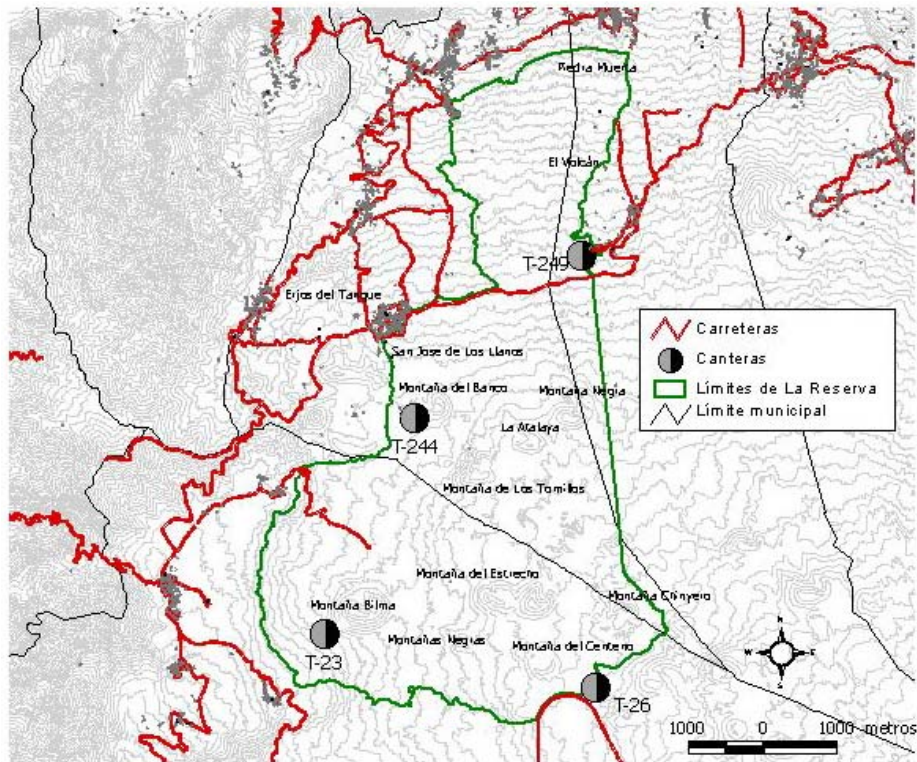 Piedra Muerta
El Volcán
T-249
Erjos del Tanque
San Jose de Los Llanos
Montaña del Banco
Montaña Negra
La Atalaya
T-244
Montaña de Los Tomillos
Montaña del Estrecho
Montaña Chinyero
Montaña Bilma
Montañas Negras
Montaña del Centeno
T-23
T-26
Carreteras
Canteras
Límites de La Reserva
Límite municipal
N
W E
S
1000 0 1000 metros